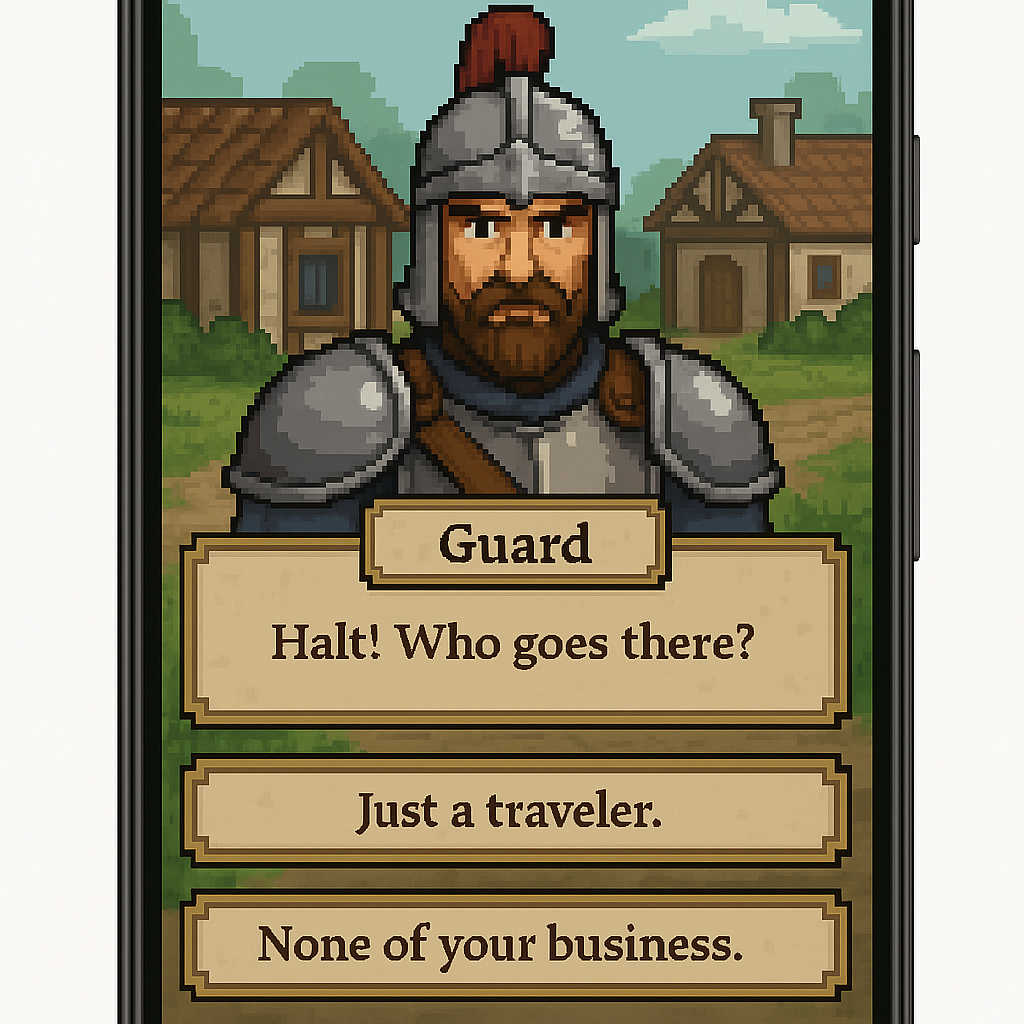 Guard
Halt! Who goes there?
Just a traveler.
None of your business.